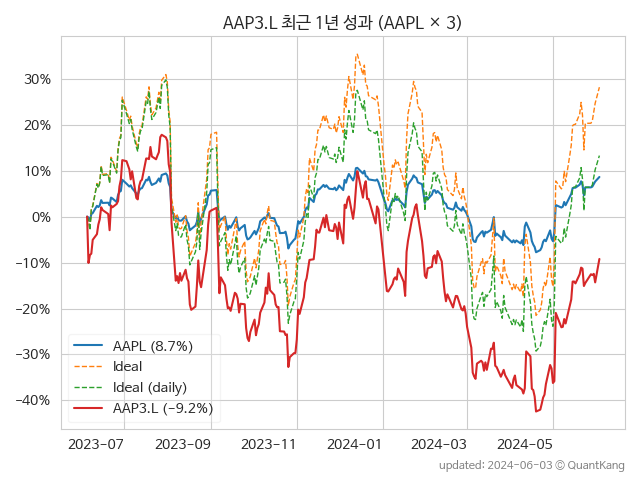 AAP3.L 최근 1년 성과 (AAPL × 3)
30%
20%
10%
0%
−10%
−20%
−30%
−40%
AAPL (8.7%)
Ideal
Ideal (daily)
AAP3.L (−9.2%)
2023−07
2023−09
2023−11
2024−01
2024−03
2024−05
updated: 2024−06−03 ⓒ QuantKang